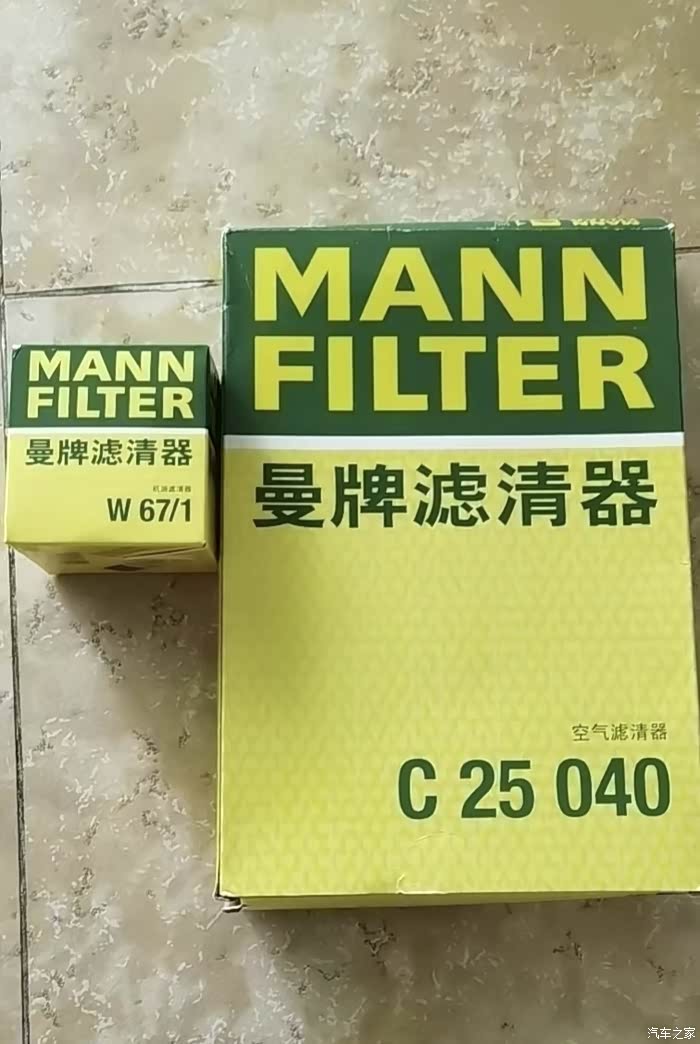 MANN
FILTER
曼牌滤清器
机油滤清器
W 67/1
MANN
FILTER
曼牌滤清器
空气滤清器
C 25 040
汽车之家